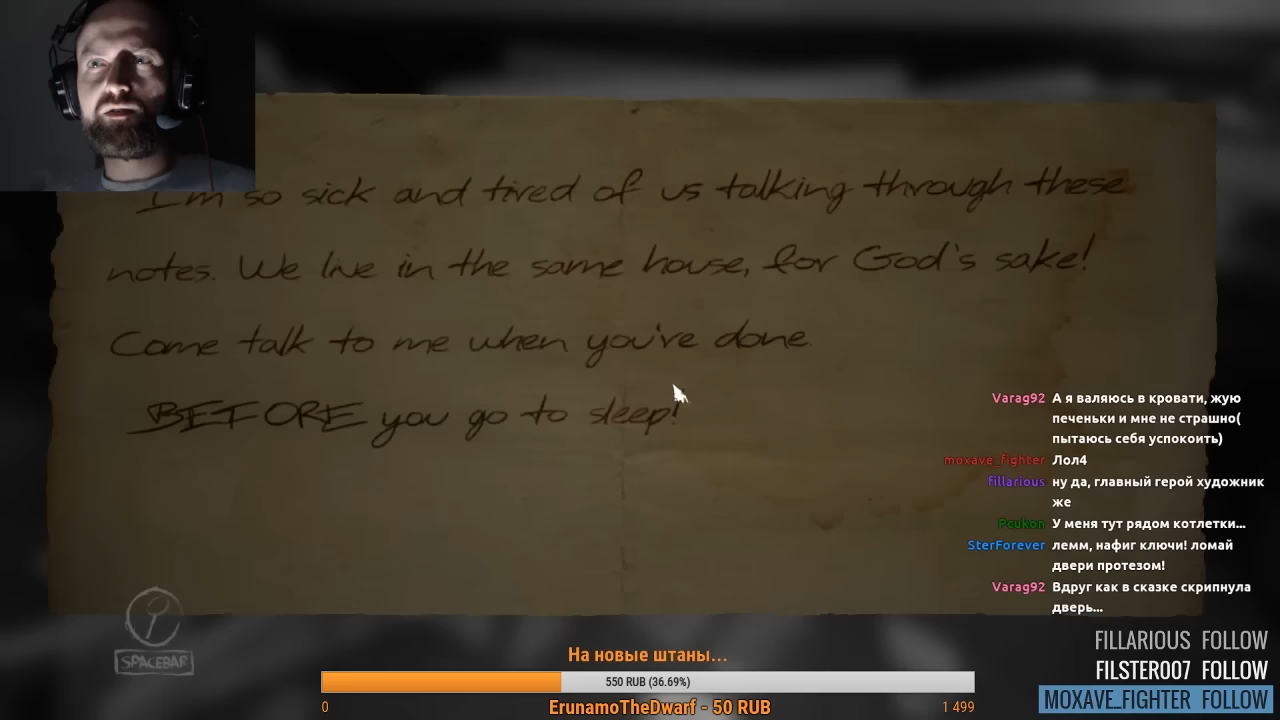 I'm so sick and tired of us talking through these
notes. We live in the same house, for God's sake!
Come talk to me when you're done
BEFORE you go to sleep!
SPACEBAR
Varag92 А я валяюсь в кровати, жую
печеньки и мне не страшно(
пытаюсь себя успокоить)
moxave_fighter Лол4
fillarious ну да, главный герой художник
же
Pcukon У меня тут рядом котлетки...
SterForever лемм, нафиг ключи! ломай
двери протезом!
Varag92 Вдруг как в сказке скрипнула
дверь...
FILLARIOUS FOLLOW
FILSTER007 FOLLOW
MOXAVE_FIGHTER FOLLOW
На новые штаны...
550 RUB (36.69%)
0 ErunamoTheDwarf - 50 RUB 1 499